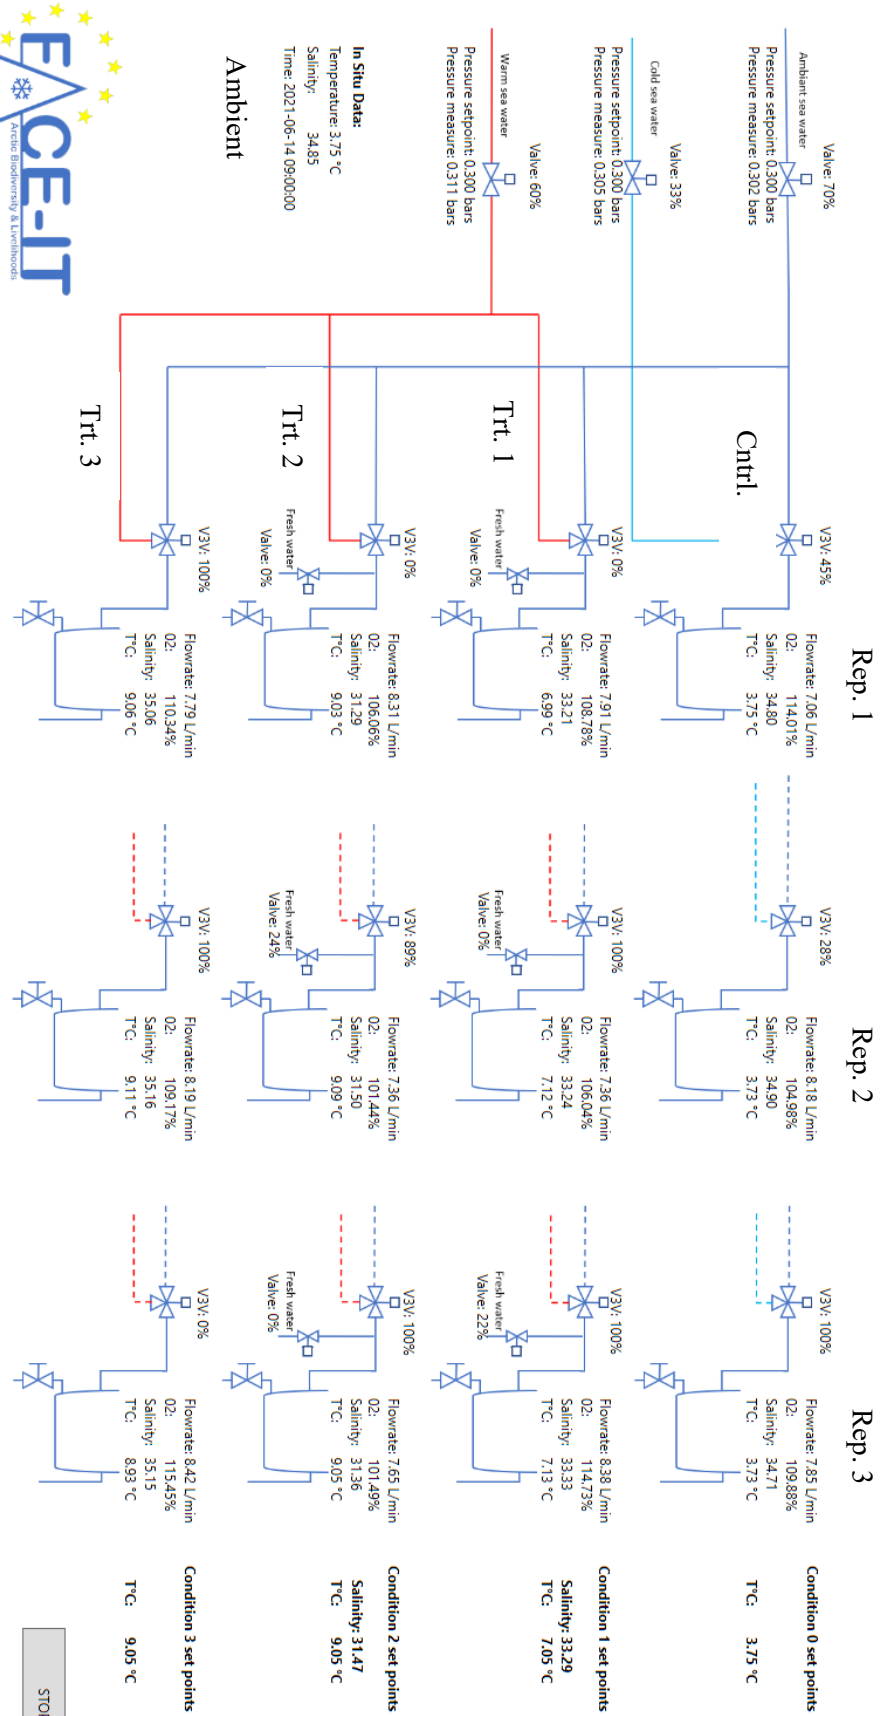 Rep. 1
Rep. 2
Rep. 3
Ambiant sea water
Valve: 70%
Pressure setpoint: 0.300 bars
Pressure measure: 0.302 bars
Cold sea water
Valve: 33%
Pressure setpoint: 0.300 bars
Pressure measure: 0.305 bars
Warm sea water
Valve: 60%
Pressure setpoint: 0.300 bars
Pressure measure: 0.311 bars
In Situ Data:
Temperature: 3.75 °C
Salinity: 34.85
Time: 2021-06-14 09:00:00
Ambient
FACE-IT
Arctic Biodiversity & Livelihoods
Cntrl.
V3V: 45%
Flowrate: 7.06 L/min
02: 114.01%
Salinity: 34.80
T°C: 3.75 °C
V3V: 28%
Flowrate: 8.18 L/min
02: 104.98%
Salinity: 34.90
T°C: 3.73 °C
V3V: 100%
Flowrate: 7.85 L/min
02: 109.88%
Salinity: 34.71
T°C: 3.73 °C
Condition 0 set points
T°C: 3.75 °C
Trt. 1
V3V: 0%
Fresh water
Valve: 0%
Flowrate: 7.91 L/min
02: 108.78%
Salinity: 33.21
T°C: 6.99 °C
V3V: 100%
Fresh water
Valve: 0%
Flowrate: 7.36 L/min
02: 106.04%
Salinity: 33.24
T°C: 7.12 °C
V3V: 100%
Fresh water
Valve: 22%
Flowrate: 8.38 L/min
02: 114.73%
Salinity: 33.33
T°C: 7.13 °C
Condition 1 set points
Salinity: 33.29
T°C: 7.05 °C
Trt. 2
V3V: 0%
Fresh water
Valve: 0%
Flowrate: 8.31 L/min
02: 106.06%
Salinity: 31.29
T°C: 9.03 °C
V3V: 89%
Fresh water
Valve: 24%
Flowrate: 7.36 L/min
02: 101.44%
Salinity: 31.50
T°C: 9.09 °C
V3V: 100%
Fresh water
Valve: 0%
Flowrate: 7.65 L/min
02: 101.49%
Salinity: 31.36
T°C: 9.05 °C
Condition 2 set points
Salinity: 31.47
T°C: 9.05 °C
Trt. 3
V3V: 100%
Flowrate: 7.79 L/min
02: 110.34%
Salinity: 35.06
T°C: 9.06 °C
V3V: 100%
Flowrate: 8.19 L/min
02: 109.17%
Salinity: 35.16
T°C: 9.11 °C
V3V: 0%
Flowrate: 8.42 L/min
02: 115.45%
Salinity: 35.15
T°C: 8.93 °C
Condition 3 set points
T°C: 9.05 °C